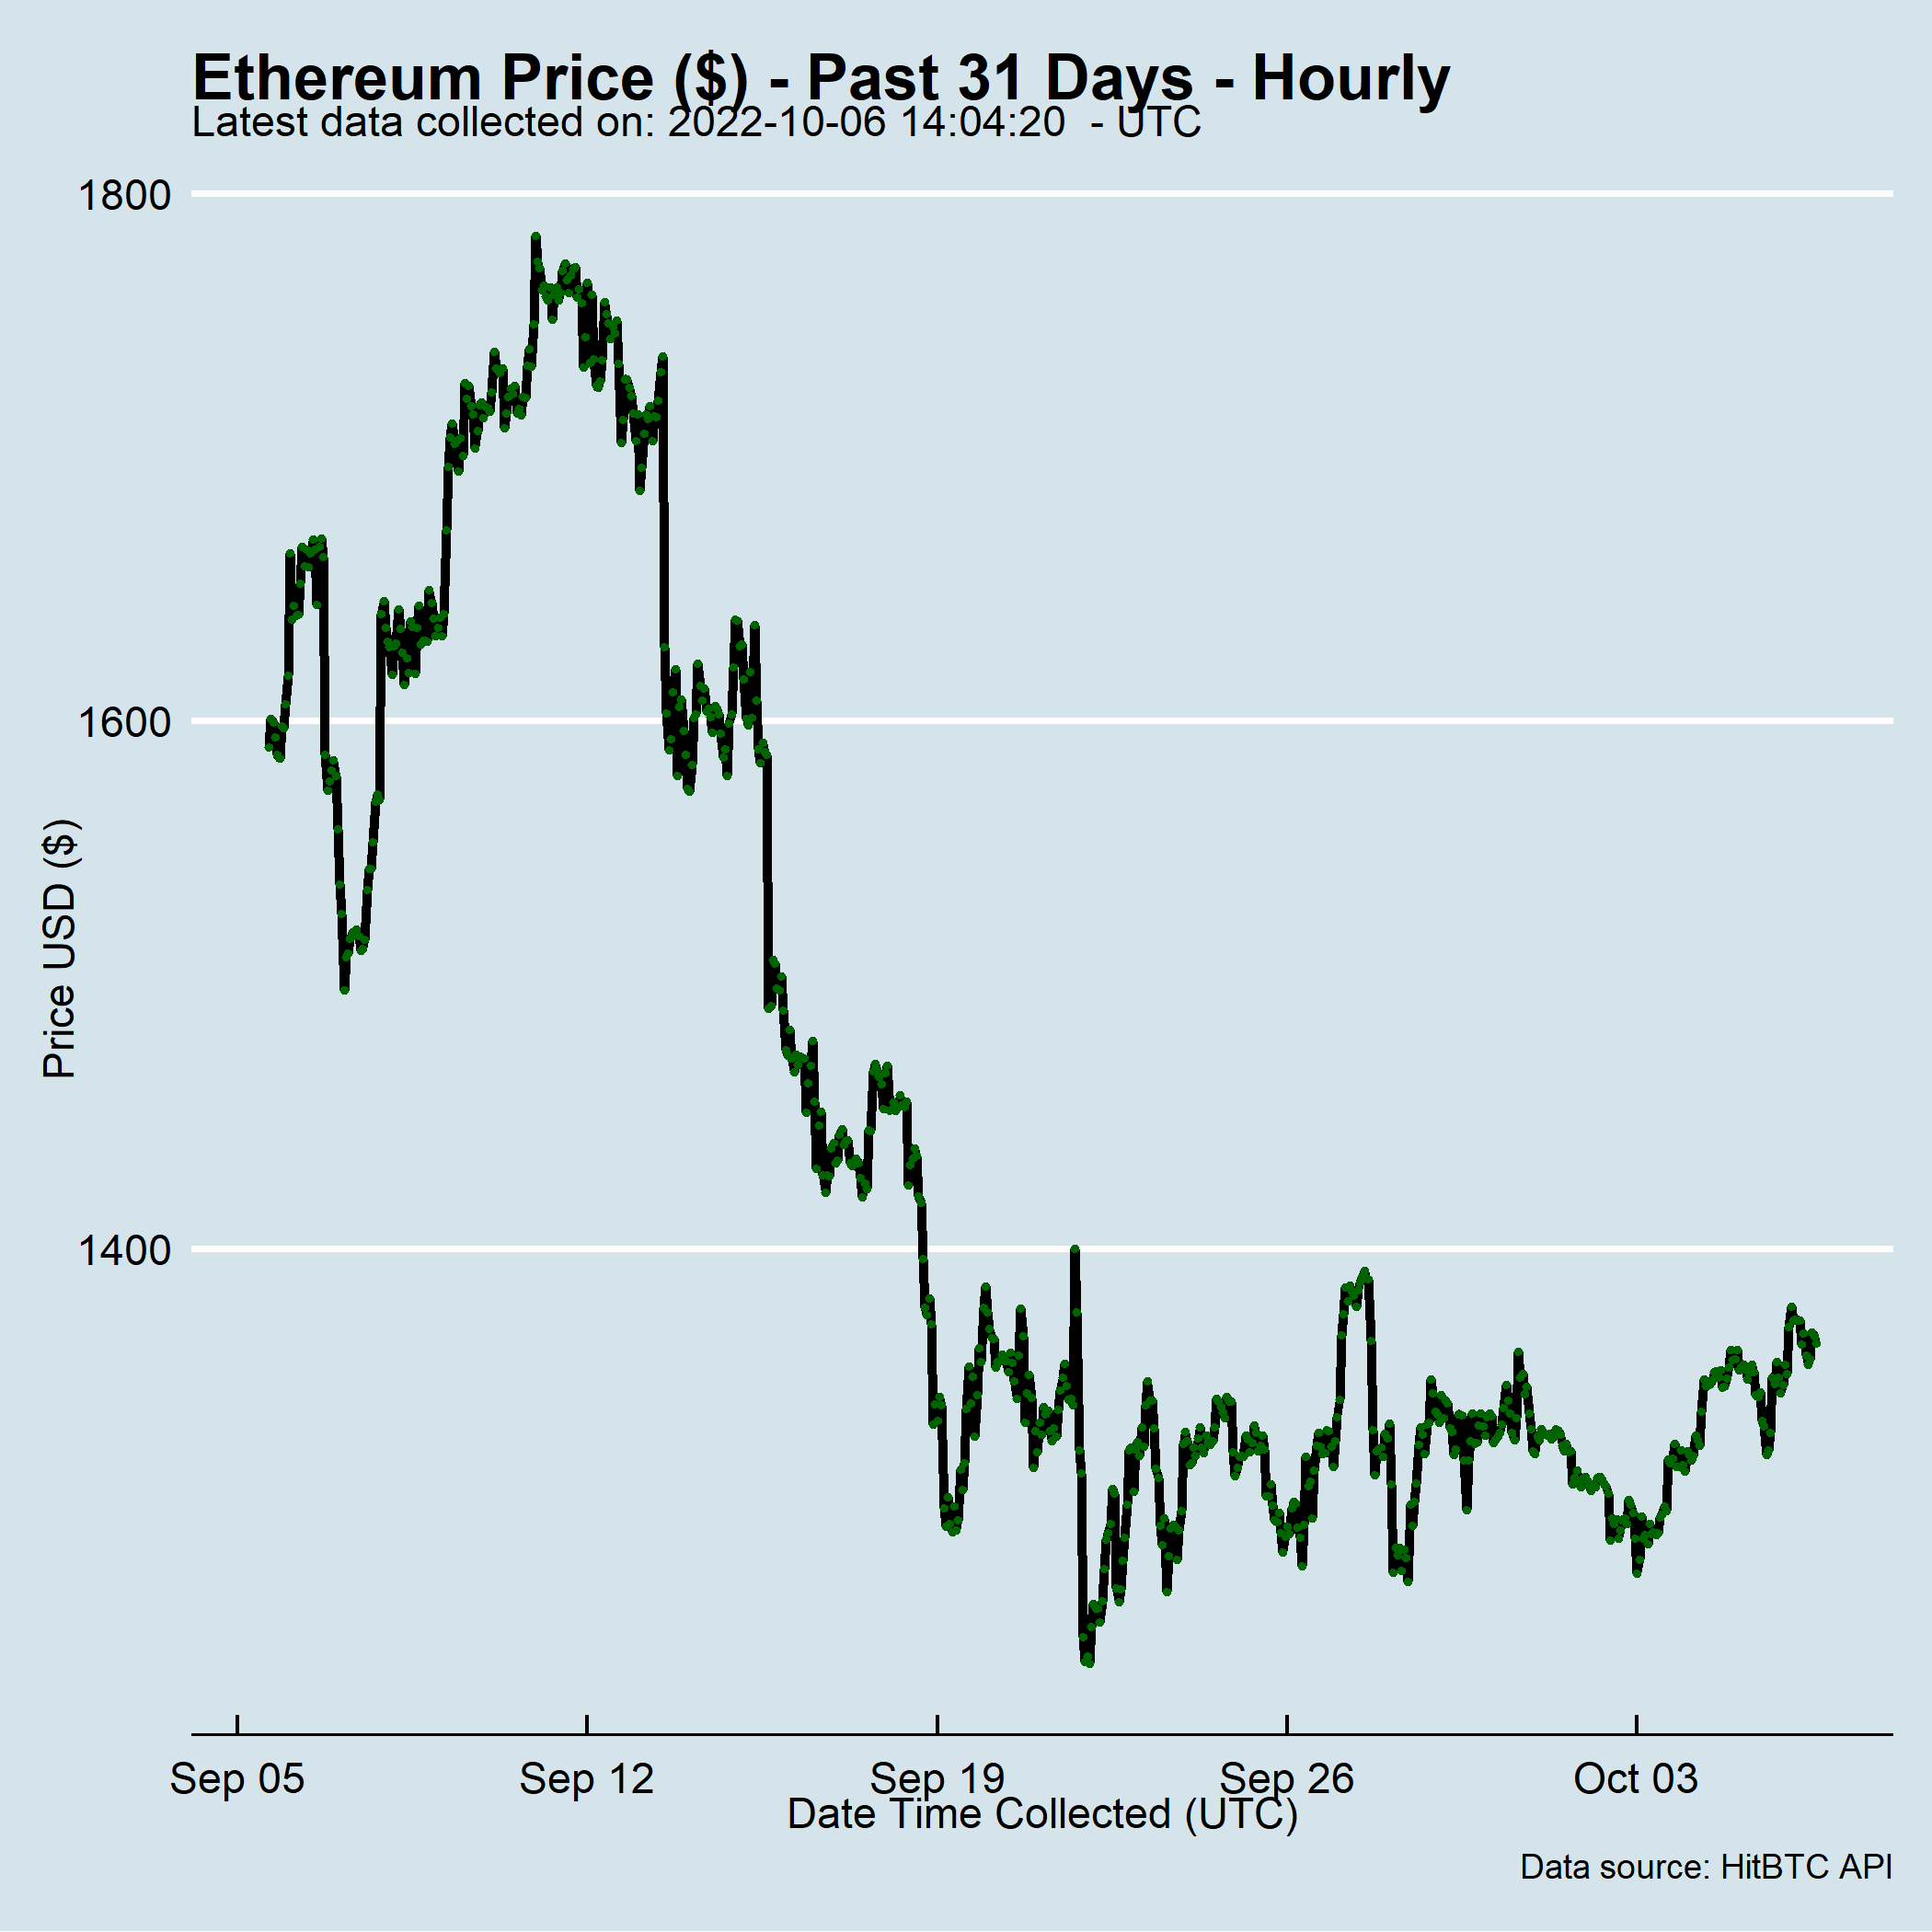 Ethereum Price ($) - Past 31 Days - Hourly
Latest data collected on: 2022-10-06 14:04:20  - UTC
1800
1600
1400
Price USD ($)
Sep 05
Sep 12
Sep 19
Sep 26
Oct 03
Date Time Collected (UTC)
Data source: HitBTC API